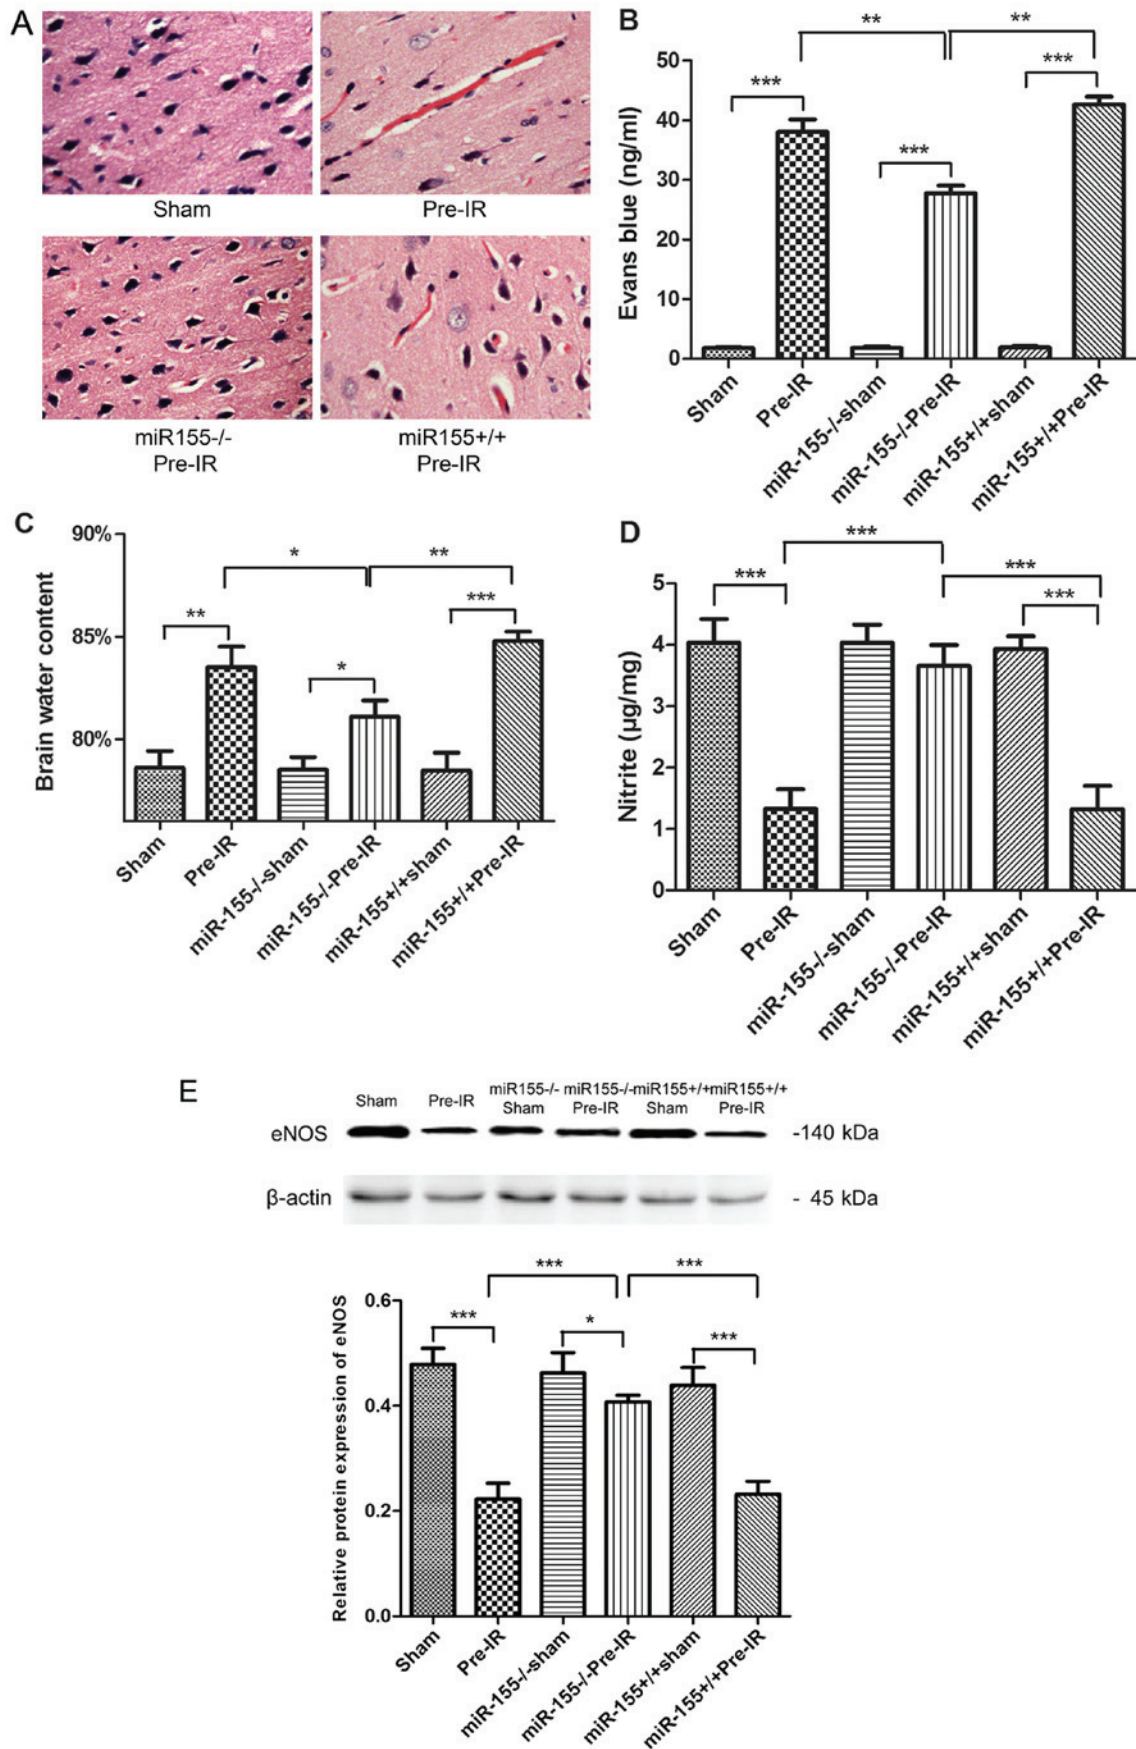 A
Sham
Pre-IR
miR155-/-
Pre-IR
miR155+/+
Pre-IR
B
Evans blue (ng/ml)
50
40
30
20
10
0
***
**
***
**
***
Sham
Pre-IR
miR-155-/-sham
miR-155-/-Pre-IR
miR-155+/+sham
miR-155+/+Pre-IR
C
Brain water content
90%
85%
80%
**
*
*
**
***
Sham
Pre-IR
miR-155-/-sham
miR-155-/-Pre-IR
miR-155+/+sham
miR-155+/+Pre-IR
D
Nitrite (µg/mg)
5
4
3
2
1
0
***
***
***
***
Sham
Pre-IR
miR-155-/-sham
miR-155-/-Pre-IR
miR-155+/+sham
miR-155+/+Pre-IR
E
Sham
Pre-IR
miR155-/-
Sham
miR155-/-
Pre-IR
miR155+/+
Sham
miR155+/+
Pre-IR
eNOS
-140 kDa
β-actin
- 45 kDa
Relative protein expression of eNOS
0.6
0.4
0.2
0.0
***
***
*
***
***
Sham
Pre-IR
miR-155-/-sham
miR-155-/-Pre-IR
miR-155+/+sham
miR-155+/+Pre-IR